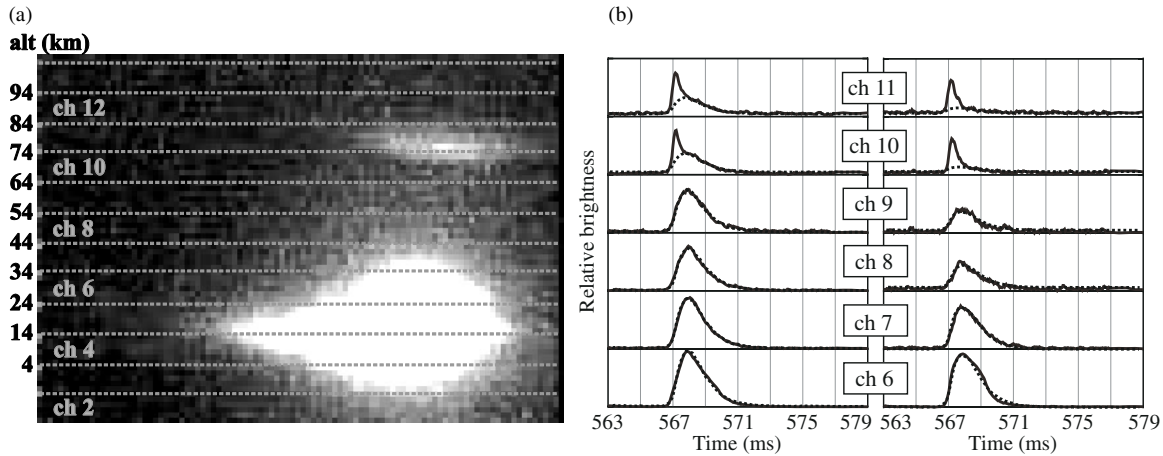 (a)
alt (km)
94
ch 12
84
74
ch 10
64
54
ch 8
44
34
ch 6
24
14
ch 4
4
ch 2
(b)
Relative brightness
ch 11
ch 10
ch 9
ch 8
ch 7
ch 6
563 567 571 575 579 563 567 571 575 579
Time (ms) Time (ms)